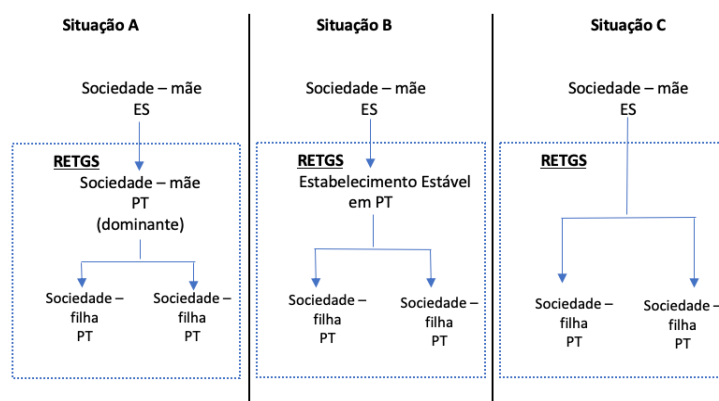 Situação A
Sociedade – mãe
ES
RETGS
Sociedade – mãe
PT
(dominante)
Sociedade –
filha
PT
Sociedade –
filha
PT
Situação B
Sociedade – mãe
ES
RETGS
Estabelecimento Estável
em PT
Sociedade –
filha
PT
Sociedade –
filha
PT
Situação C
Sociedade – mãe
ES
RETGS
Sociedade –
filha
PT
Sociedade –
filha
PT